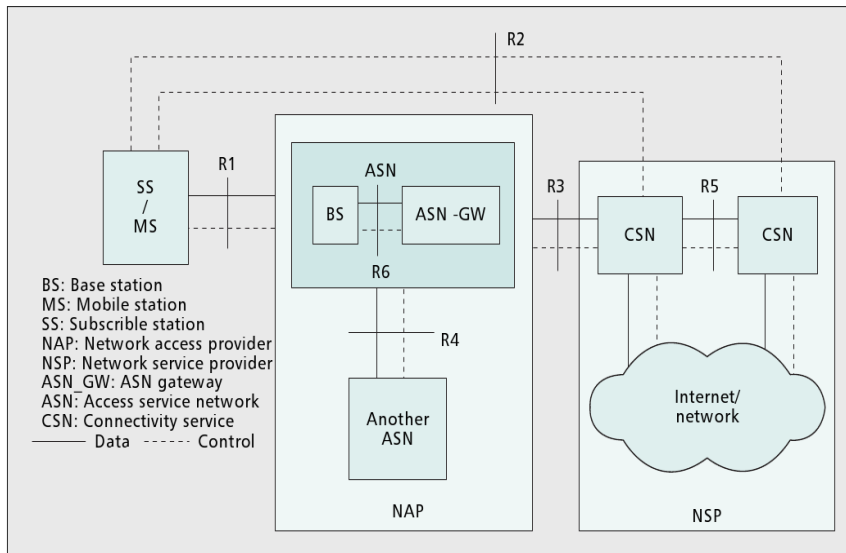 R2
R1
SS
/
MS
ASN
BS
ASN -GW
R6
R3
R5
CSN
CSN
R4
Another
ASN
NAP
Internet/
network
NSP
BS: Base station
MS: Mobile station
SS: Subscrible station
NAP: Network access provider
NSP: Network service provider
ASN_GW: ASN gateway
ASN: Access service network
CSN: Connectivity service
Data
Control